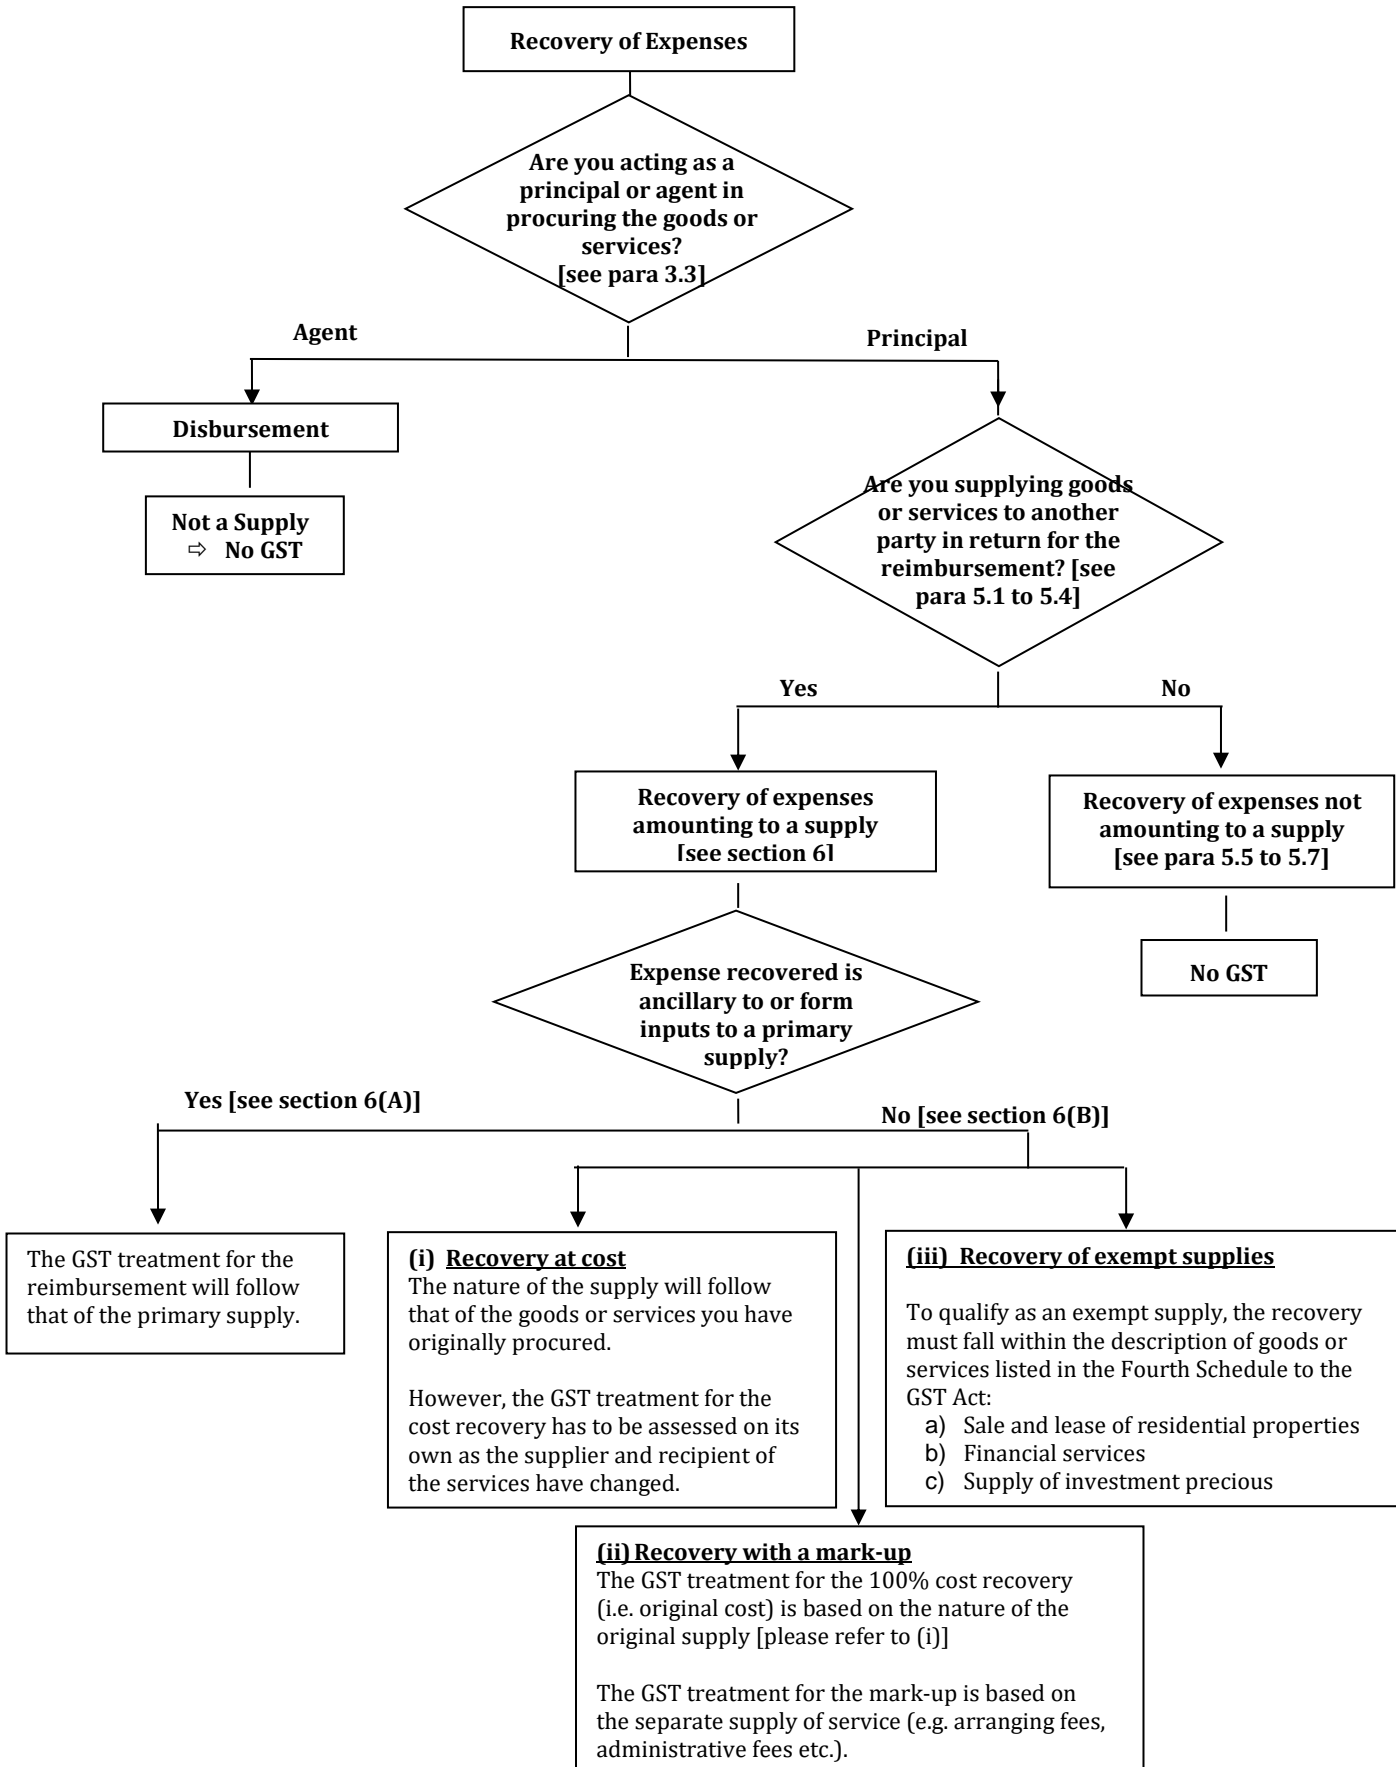 Recovery of Expenses
Are you acting as a
principal or agent in
procuring the goods or
services?
[see para 3.3]
Agent
Principal
Disbursement
Not a Supply
⇨ No GST
Are you supplying goods
or services to another
party in return for the
reimbursement? [see
para 5.1 to 5.4]
Yes
No
Recovery of expenses
amounting to a supply
[see section 6]
Recovery of expenses not
amounting to a supply
[see para 5.5 to 5.7]
No GST
Expense recovered is
ancillary to or form
inputs to a primary
supply?
Yes [see section 6(A)]
No [see section 6(B)]
The GST treatment for the
reimbursement will follow
that of the primary supply.
(i) Recovery at cost
The nature of the supply will follow
that of the goods or services you have
originally procured.
However, the GST treatment for the
cost recovery has to be assessed on its
own as the supplier and recipient of
the services have changed.
(iii) Recovery of exempt supplies
To qualify as an exempt supply, the recovery
must fall within the description of goods or
services listed in the Fourth Schedule to the
GST Act:
a) Sale and lease of residential properties
b) Financial services
c) Supply of investment precious
(ii) Recovery with a mark-up
The GST treatment for the 100% cost recovery
(i.e. original cost) is based on the nature of the
original supply [please refer to (i)]
The GST treatment for the mark-up is based on
the separate supply of service (e.g. arranging fees,
administrative fees etc.).